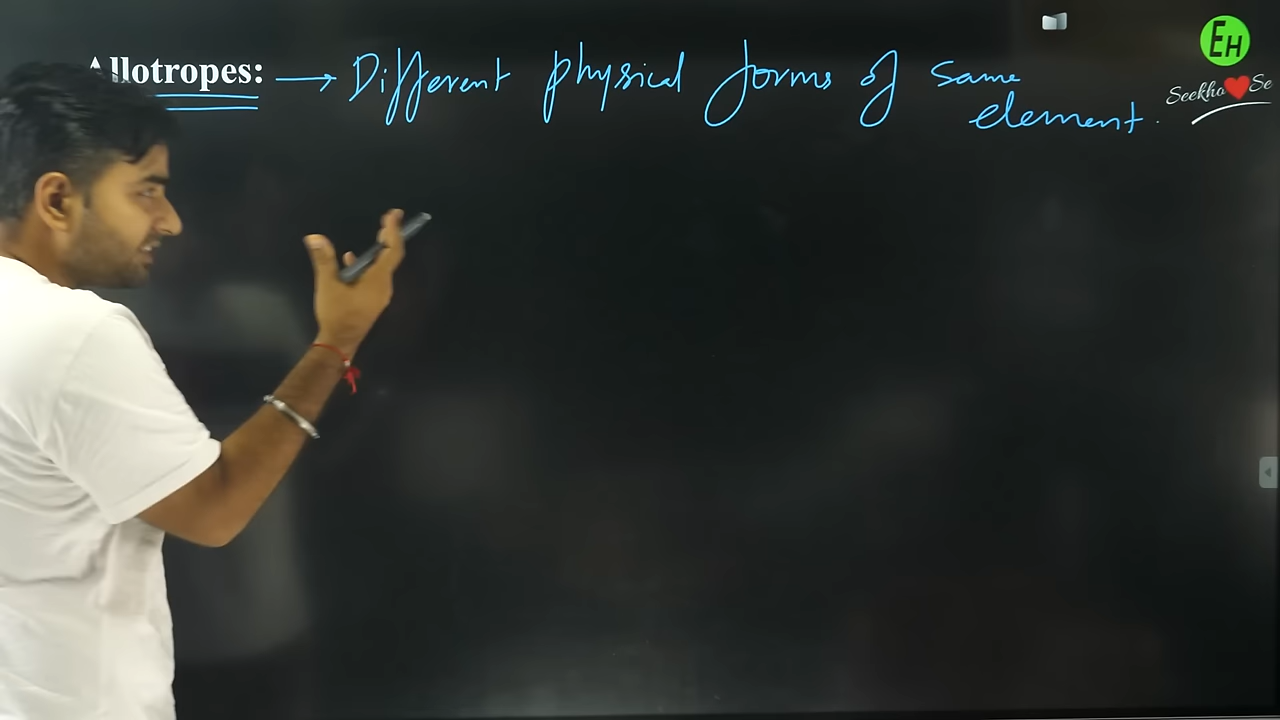 Allotropes: → Different physical forms of same
element.
EH
Seekho❤️Se